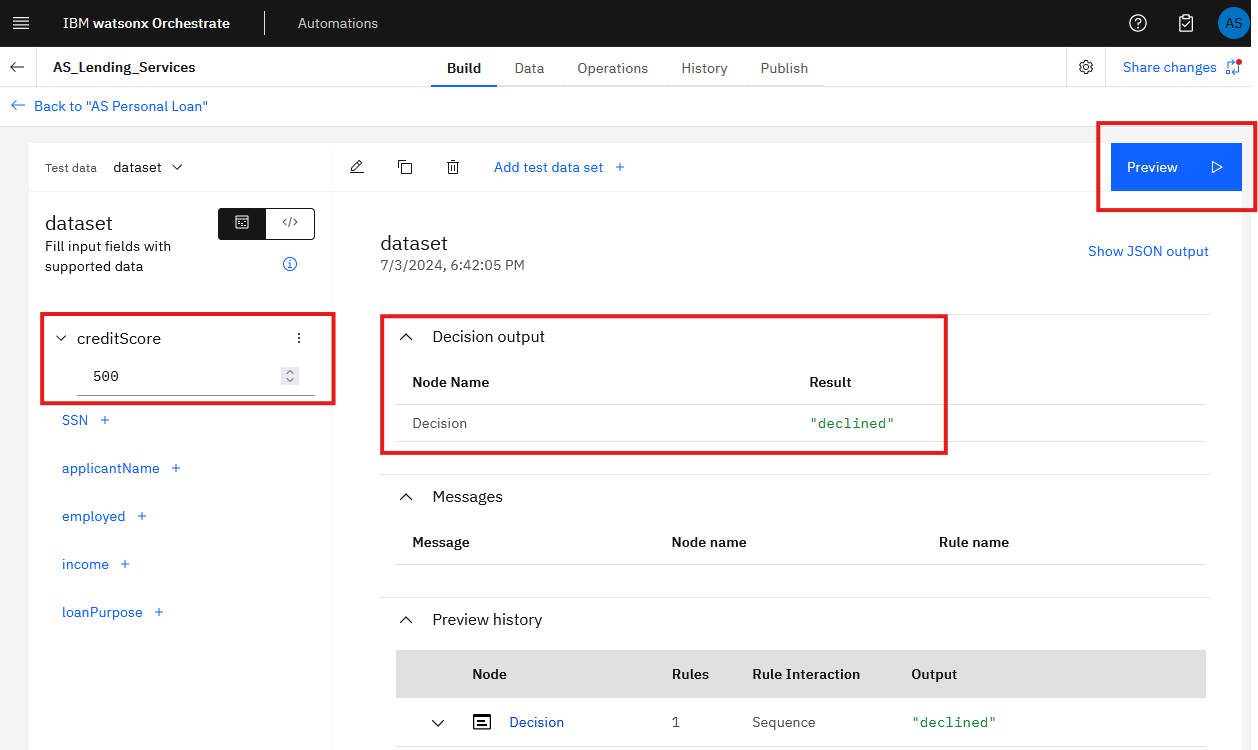 IBM watsonx Orchestrate Automations AS
AS_Lending_Services Build Data Operations History Publish Share changes
Back to "AS Personal Loan"
Test data dataset Add test data set + Preview
dataset </>
Fill input fields with
supported data
dataset
7/3/2024, 6:42:05 PM
Show JSON output
creditScore
500
SSN +
applicantName +
employed +
income +
loanPurpose +
Decision output
Node Name Result
Decision "declined"
Messages
Message Node name Rule name
Preview history
Node Rules Rule Interaction Output
Decision 1 Sequence "declined"